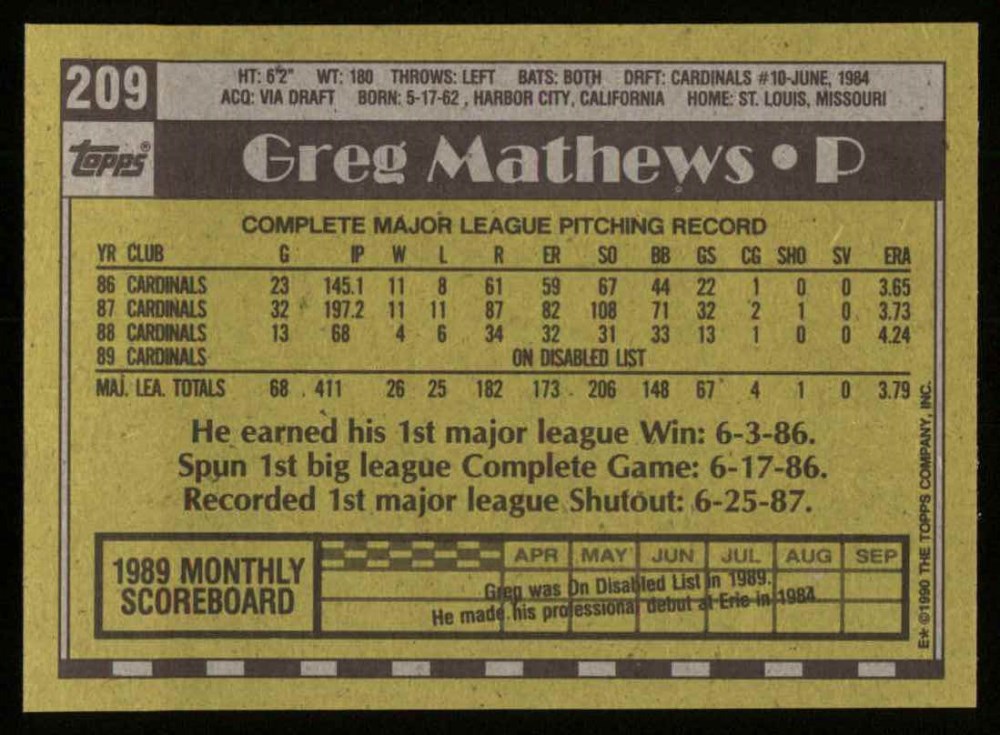 209
HT: 6'2" WT: 180 THROWS: LEFT BATS: BOTH DRFT: CARDINALS #10-JUNE, 1984
ACQ: VIA DRAFT BORN: 5-17-62 , HARBOR CITY, CALIFORNIA HOME: ST. LOUIS, MISSOURI
topps® Greg Mathews • P
COMPLETE MAJOR LEAGUE PITCHING RECORD
YR CLUB G IP W L R ER SO BB GS CG SHO SV ERA
86 CARDINALS 23 145.1 11 8 61 59 67 44 22 1 0 0 3.65
87 CARDINALS 32 197.2 11 11 87 82 108 71 32 2 1 0 3.73
88 CARDINALS 13 68 4 6 34 32 31 33 13 1 0 0 4.24
89 CARDINALS ON DISABLED LIST
MAJ. LEA. TOTALS 68 411 26 25 182 173 206 148 67 4 1 0 3.79
He earned his 1st major league Win: 6-3-86.
Spun 1st big league Complete Game: 6-17-86.
Recorded 1st major league Shutout: 6-25-87.
1989 MONTHLY
SCOREBOARD
APR MAY JUN JUL AUG SEP
Greg was On Disabled List in 1989.
He made his professional debut at Erie in 1984.
E* ©1990 THE TOPPS COMPANY, INC.